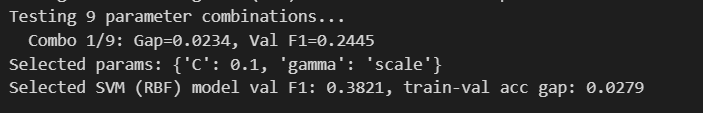 Testing 9 parameter combinations...
  Combo 1/9: Gap=0.0234, Val F1=0.2445
Selected params: {'C': 0.1, 'gamma': 'scale'}
Selected SVM (RBF) model val F1: 0.3821, train-val acc gap: 0.0279